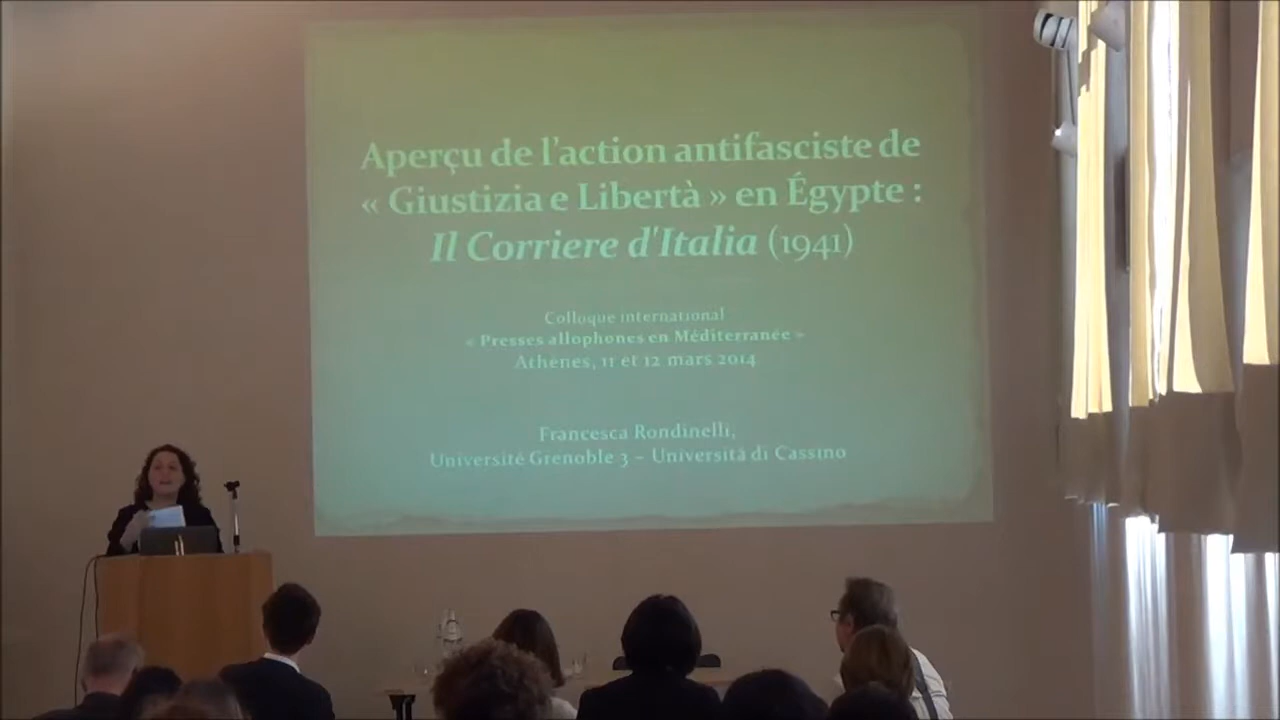 Aperçu de l'action antifasciste de
« Giustizia e Libertà » en Égypte :
Il Corriere d'Italia (1941)
Colloque international
« Presses allophones en Méditerranée »
Athènes, 11 et 12 mars 2014
Francesca Rondinelli,
Université Grenoble 3 – Università di Cassino